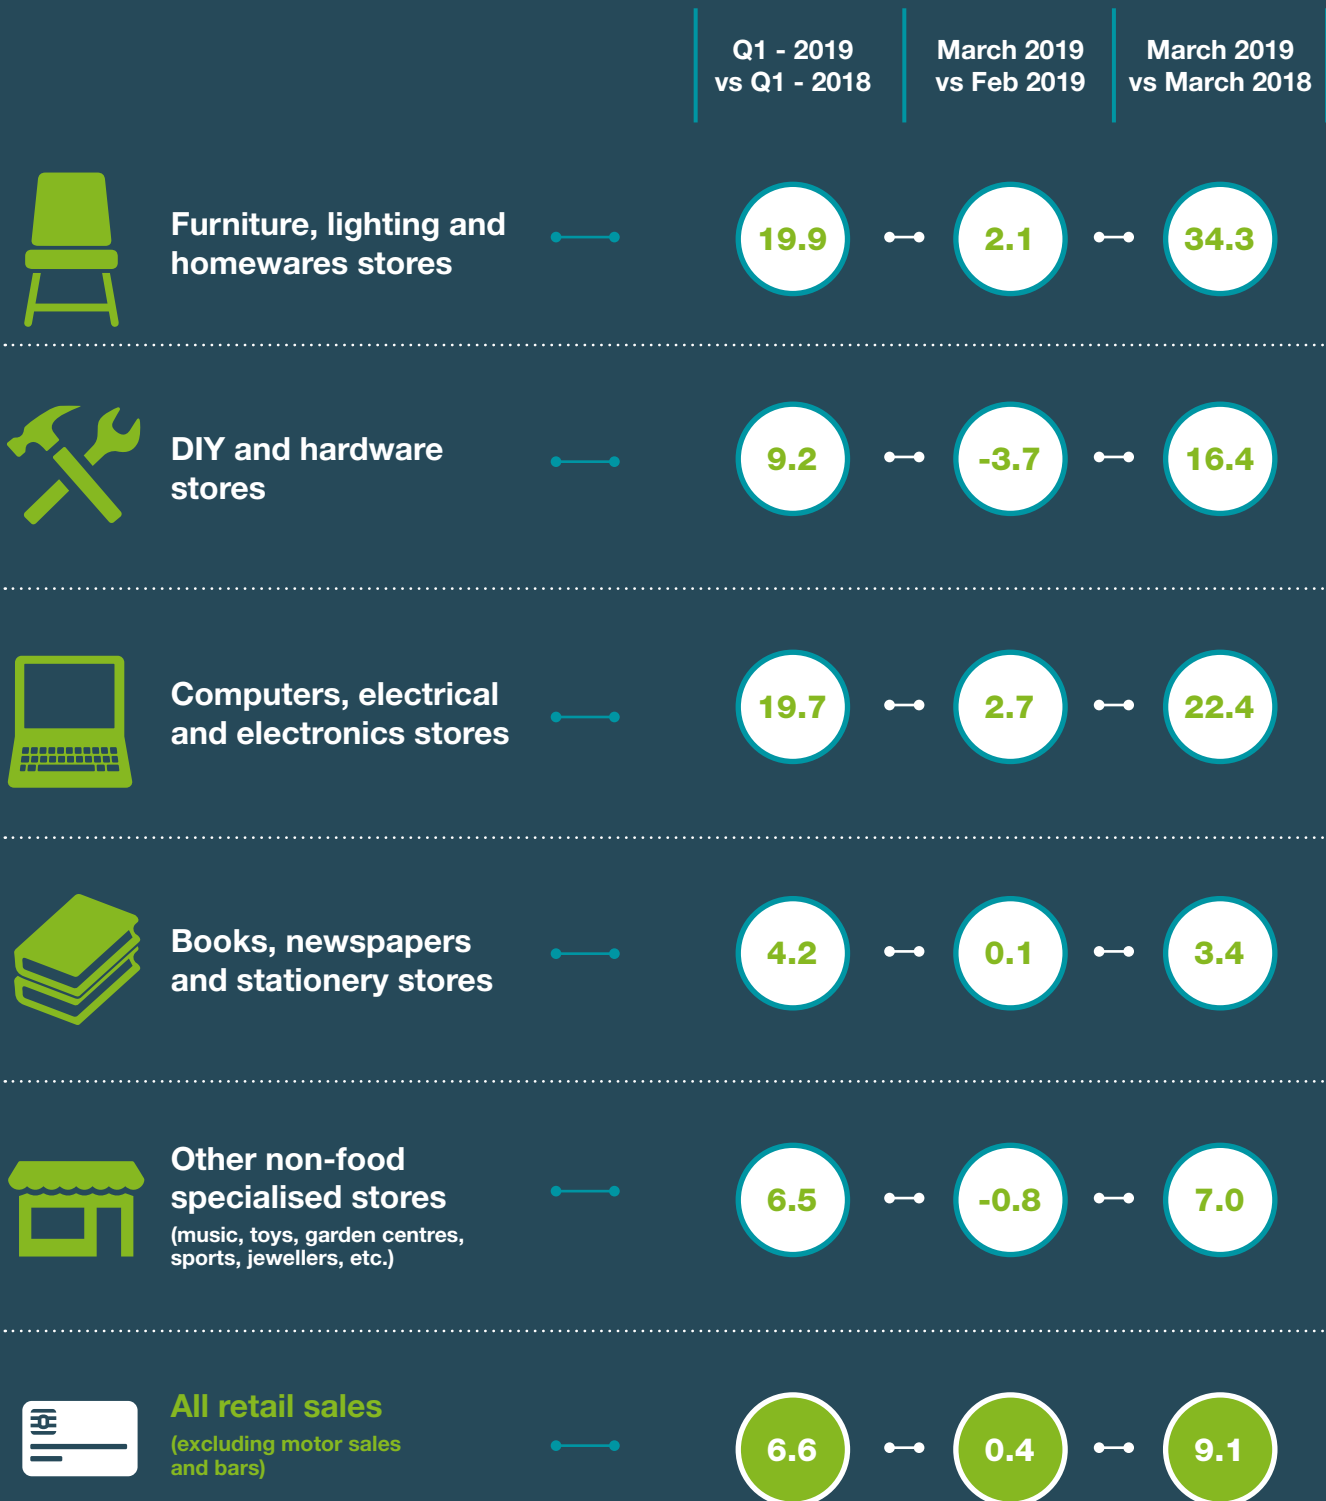 Q1 - 2019
vs Q1 - 2018
March 2019
vs Feb 2019
March 2019
vs March 2018
Furniture, lighting and
homewares stores
19.9
2.1
34.3
DIY and hardware
stores
9.2
-3.7
16.4
Computers, electrical
and electronics stores
19.7
2.7
22.4
Books, newspapers
and stationery stores
4.2
0.1
3.4
Other non-food
specialised stores
(music, toys, garden centres,
sports, jewellers, etc.)
6.5
-0.8
7.0
All retail sales
(excluding motor sales
and bars)
6.6
0.4
9.1